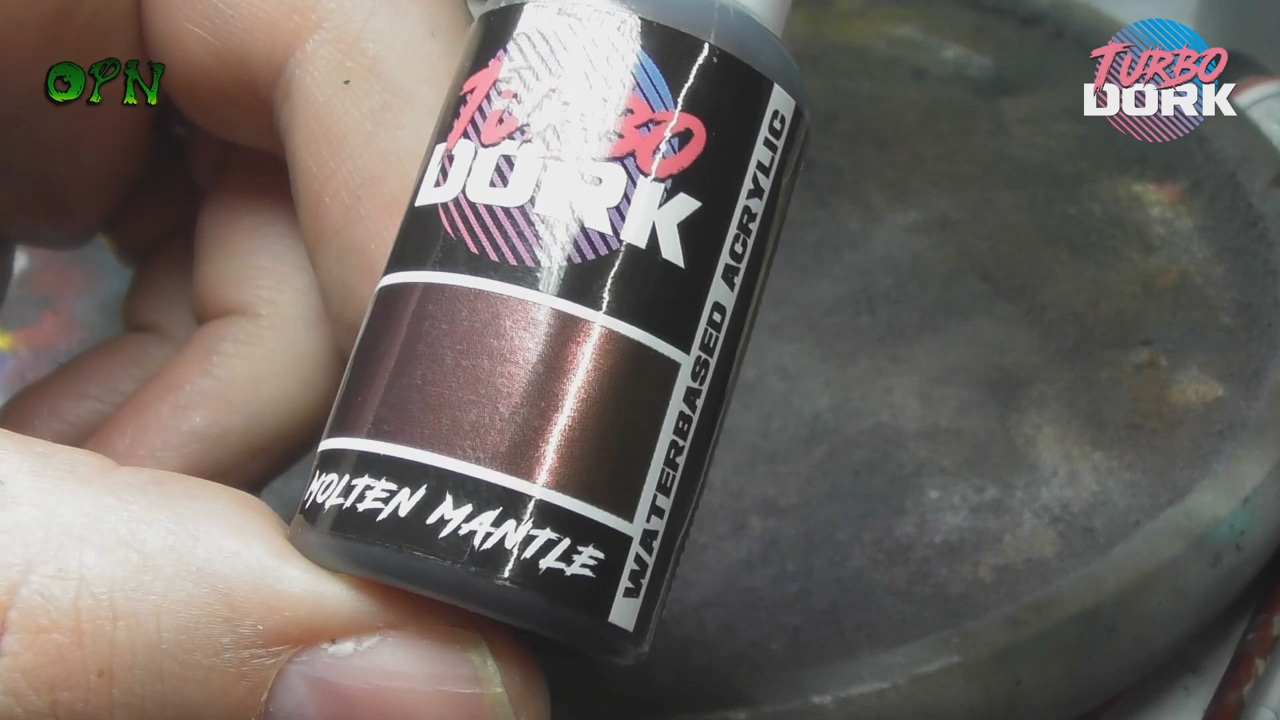 OPN
TURBO
DORK
TURBO
DORK
WATERBASED ACRYLIC
MOLTEN MANTLE